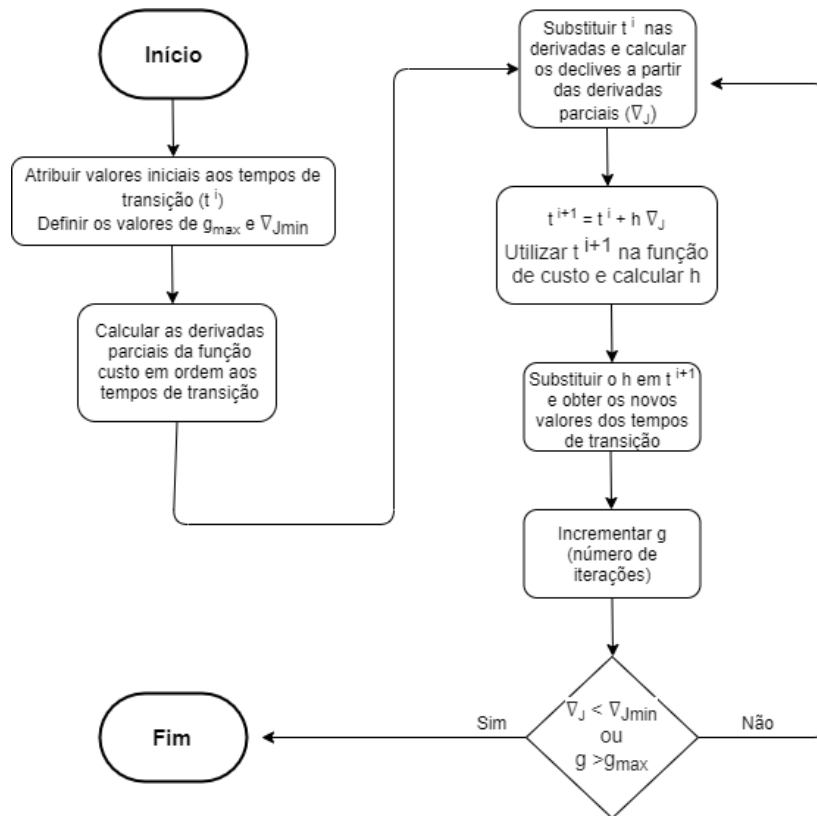 Início
Atribuir valores iniciais aos tempos de
transição (t i)
Definir os valores de gmax e ∇Jmin
Calcular as derivadas
parciais da função
custo em ordem aos
tempos de transição
Substituir t i nas
derivadas e calcular
os declives a partir
das derivadas
parciais (∇J)
t i+1 = t i + h ∇J
Utilizar t i+1 na função
de custo e calcular h
Substituir o h em t i+1
e obter os novos
valores dos tempos
de transição
Incrementar g
(número de
iterações)
∇J < ∇Jmin
ou
g >gmax
Sim
Não
Fim